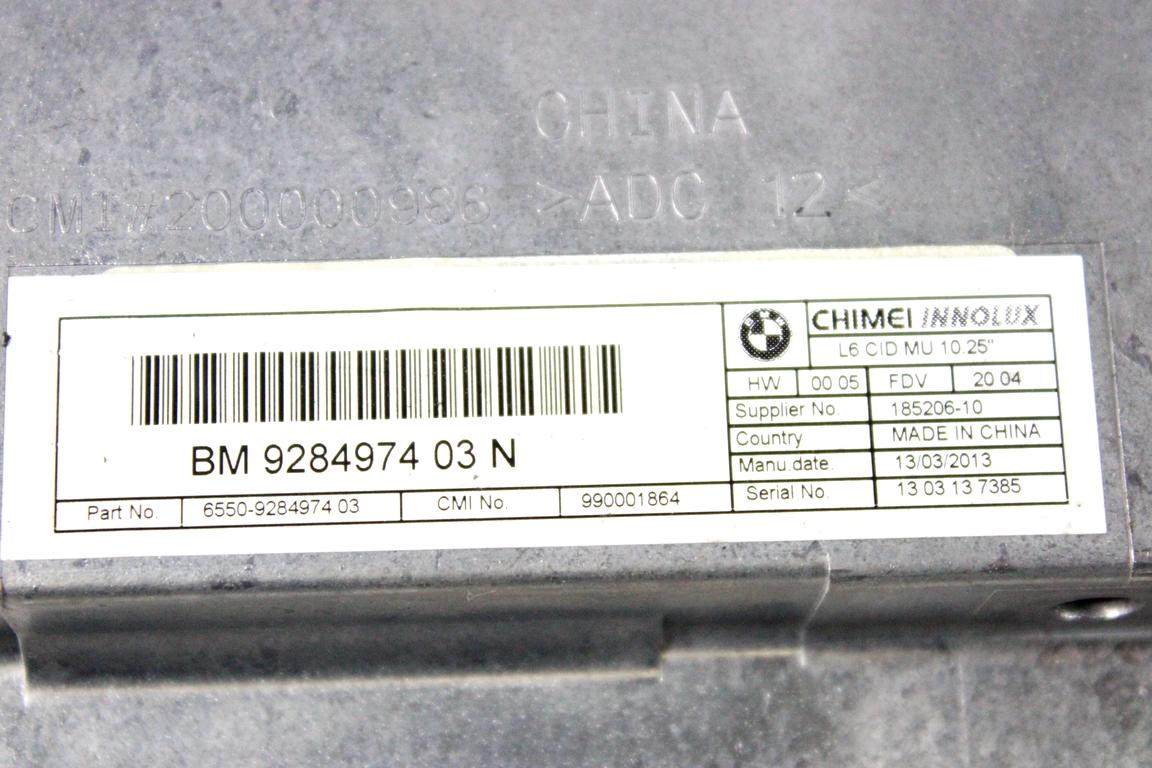 CHINA
CMI#200000986 >ADC 12<
BMW
CHIMEI INNOLUX
L6 CID MU 10.25"
HW 00 05 FDV 20 04
Supplier No. 185206-10
Country MADE IN CHINA
Manu.date. 13/03/2013
Serial No. 13 03 13 7385
BM 9284974 03 N
Part No. 6550-9284974 03 CMI No. 990001864